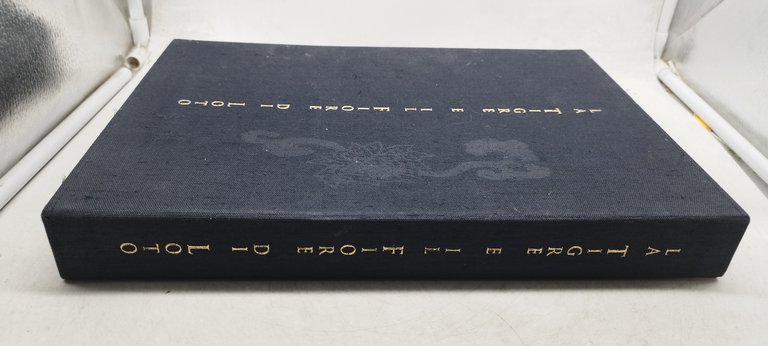 LA TIGRE E IL FIORE DI LOTO
LA TIGRE E IL FIORE DI LOTO